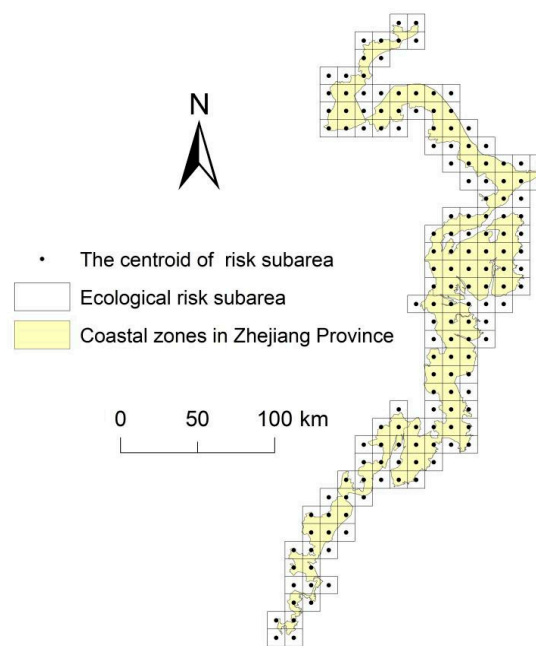 N
The centroid of risk subarea
Ecological risk subarea
Coastal zones in Zhejiang Province
0 50 100 km